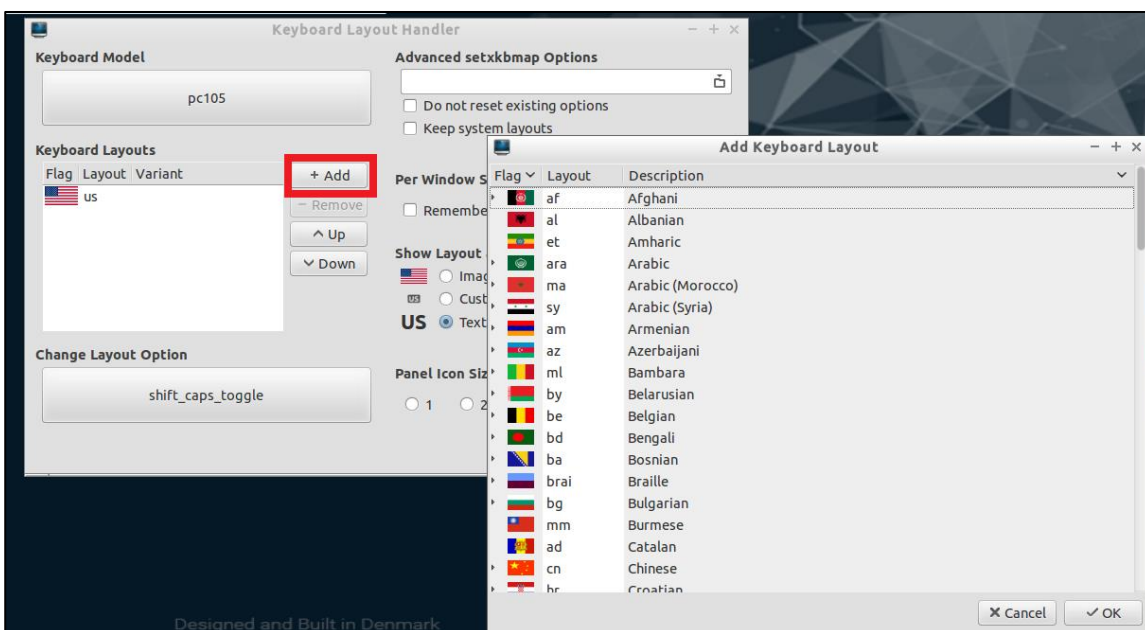 Keyboard Layout Handler
Keyboard Model
pc105
Keyboard Layouts
Flag Layout Variant
us
+ Add
− Remove
Up
Down
Change Layout Option
shift_caps_toggle
Advanced setxkbmap Options
Do not reset existing options
Keep system layouts
Per Window S
Remembe
Show Layout
Imag
US Cust
US Text
Panel Icon Siz
1 2
Add Keyboard Layout
Flag Layout Description
af Afghani
al Albanian
et Amharic
ara Arabic
ma Arabic (Morocco)
sy Arabic (Syria)
am Armenian
az Azerbaijani
ml Bambara
by Belarusian
be Belgian
bd Bengali
ba Bosnian
brai Braille
bg Bulgarian
mm Burmese
ad Catalan
cn Chinese
hr Croatian
Cancel OK
Designed and Built in Denmark